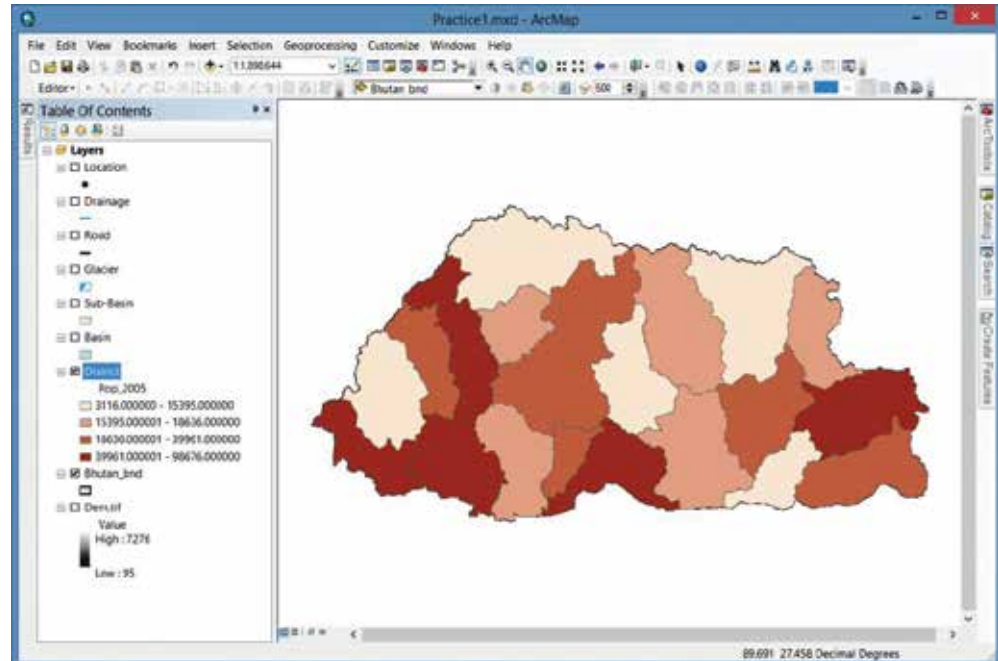 Practice1.mxd - ArcMap
File Edit View Bookmarks Insert Selection Geoprocessing Customize Windows Help
Editor
Bhutan_bnd
500
Table Of Contents
Results
Layers
Location
Drainage
Road
Glacier
Sub-Basin
Basin
District
Pop_2005
3116.000000 - 15395.000000
15395.000001 - 18636.000000
18636.000001 - 39961.000000
39961.000001 - 98676.000000
Bhutan_bnd
Dem.tif
Value
High : 7276
Low : 95
ArcToolbox
Catalog
Search
Create Features
89.691 27.458 Decimal Degrees